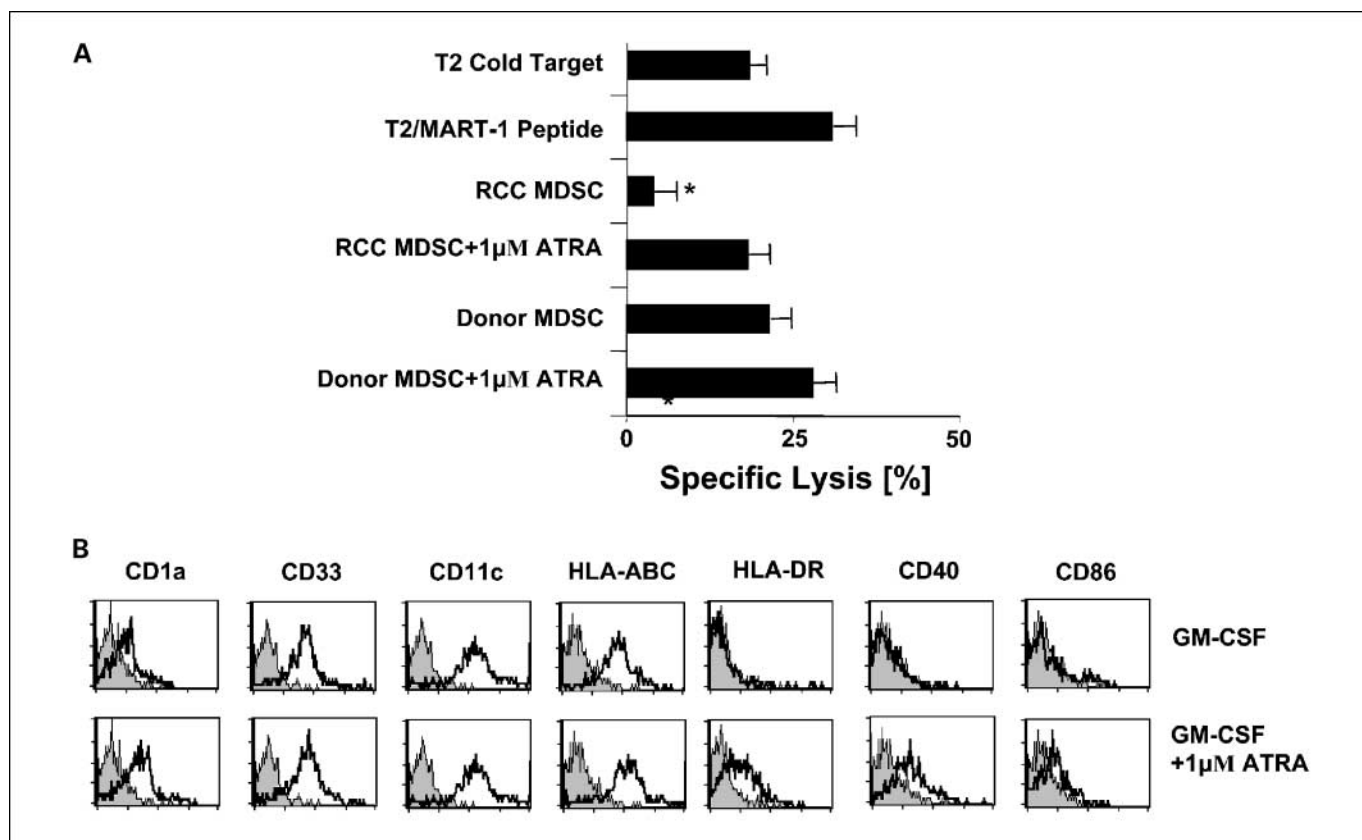 A
T2 Cold Target
T2/MART-1 Peptide
RCC MDSC
*
RCC MDSC+1µM ATRA
Donor MDSC
Donor MDSC+1µM ATRA
*
0 25 50
Specific Lysis [%]
B
CD1a CD33 CD11c HLA-ABC HLA-DR CD40 CD86
GM-CSF
GM-CSF
+1µM ATRA